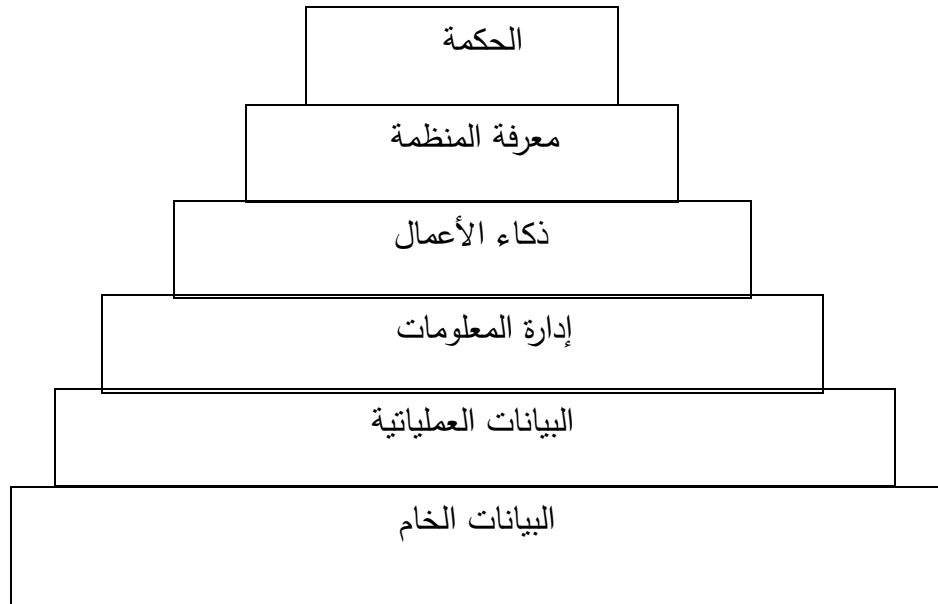 الحكمة
معرفة المنظمة
ذكاء الأعمال
إدارة المعلومات
البيانات العملياتية
البيانات الخام